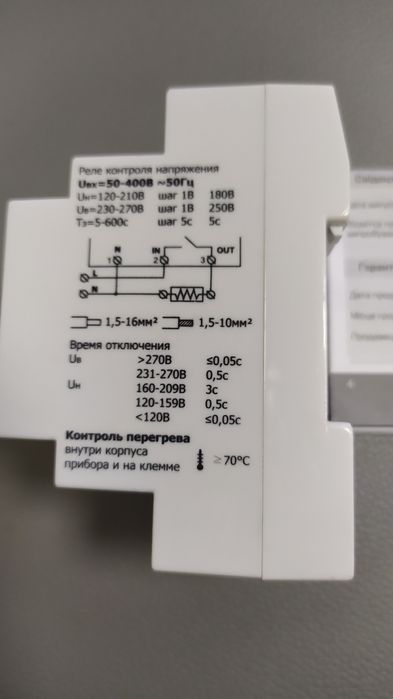 Реле контроля напряжения
Uвх=50-400В ~50Гц
Uн=120-210В шаг 1В 180В
Uв=230-270В шаг 1В 250В
Тз=5-600с шаг 5с 5с
N IN OUT
1 2 3
L
N
1,5-16мм² 1,5-10мм²
Время отключения
Uв >270В ≤0,05с
231-270В 0,5с
Uн 160-209В 3с
120-159В 0,5с
<120В ≤0,05с
Контроль перегрева
внутри корпуса
прибора и на клемме ≥70°С